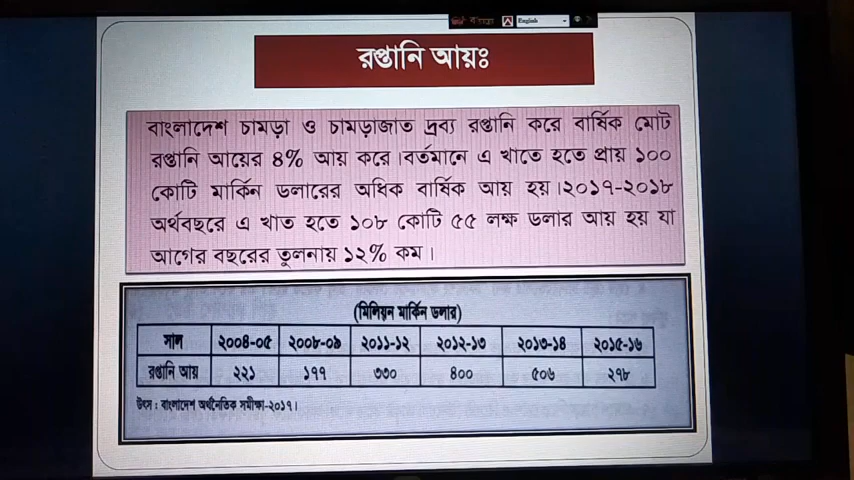 English
রপ্তানি আয়ঃ
বাংলাদেশ চামড়া ও চামড়াজাত দ্রব্য রপ্তানি করে বার্ষিক মোট
রপ্তানি আয়ের ৪% আয় করে।বর্তমানে এ খাতে হতে প্রায় ১০০
কোটি মার্কিন ডলারের অধিক বার্ষিক আয় হয়।২০১৭-২০১৮
অর্থবছরে এ খাত হতে ১০৮ কোটি ৫৫ লক্ষ ডলার আয় হয় যা
আগের বছরের তুলনায় ১২% কম।
(মিলিয়ন মার্কিন ডলার)
সাল ২০০৪-০৫ ২০০৮-০৯ ২০১১-১২ ২০১২-১৩ ২০১৩-১৪ ২০১৫-১৬
রপ্তানি আয় ২২১ ১৭৭ ৩৩০ ৪০০ ৫০৬ ২৭৮
উৎস : বাংলাদেশ অর্থনৈতিক সমীক্ষা-২০১৭।